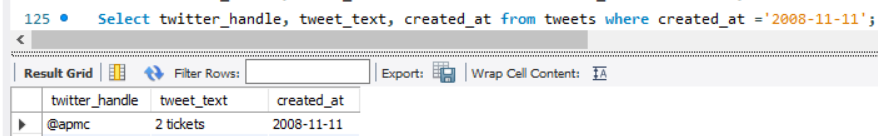 125 Select twitter_handle, tweet_text, created_at from tweets where created_at ='2008-11-11';
Result Grid Filter Rows: Export: Wrap Cell Content: IA
twitter_handle tweet_text created_at
@apmc 2 tickets 2008-11-11